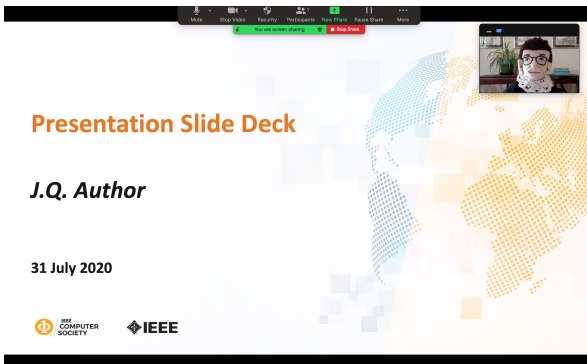 Mute
Stop Video
Security
Participants
1
New Share
Pause Share
More
You are screen sharing
Stop Share
Presentation Slide Deck
J.Q. Author
31 July 2020
IEEE
COMPUTER
SOCIETY
IEEE